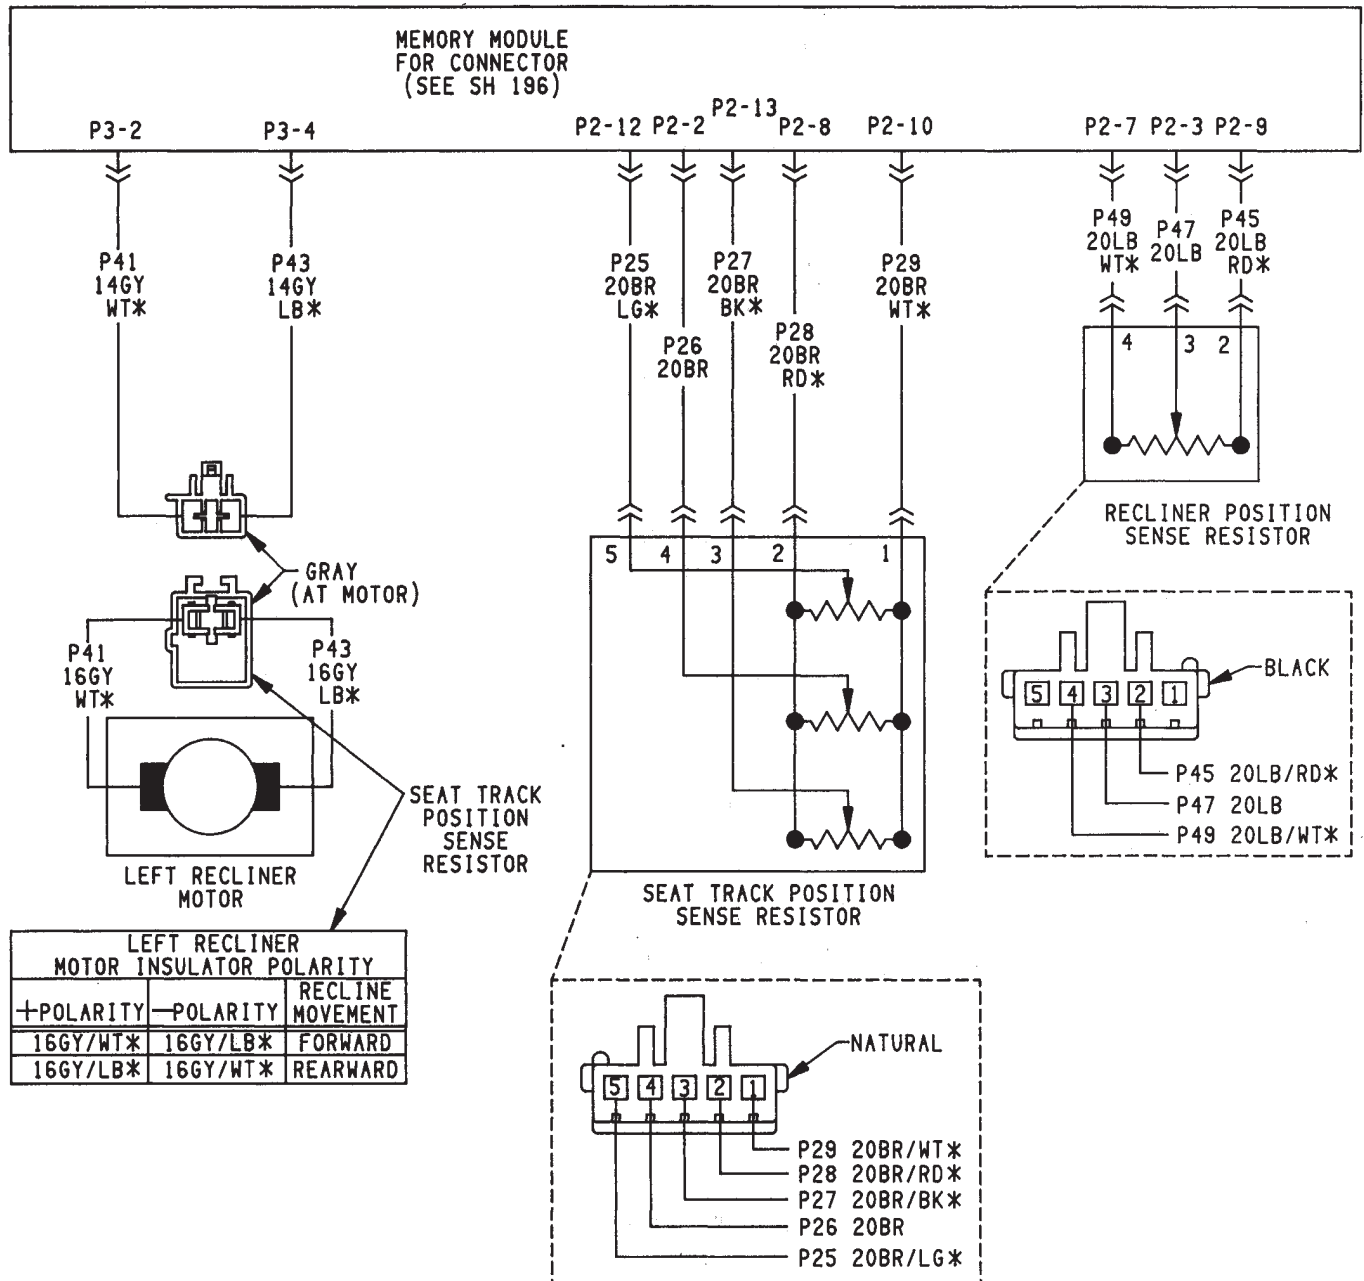 MEMORY MODULE
FOR CONNECTOR
(SEE SH 196)
P3-2 P3-4 P2-12 P2-2 P2-13 P2-8 P2-10 P2-7 P2-3 P2-9
P41
14GY
WT*
P43
14GY
LB*
P25
20BR
LG*
P26
20BR
P27
20BR
BK*
P28
20BR
RD*
P29
20BR
WT*
P49
20LB
WT*
P47
20LB
P45
20LB
RD*
4 3 2
RECLINER POSITION
SENSE RESISTOR
GRAY
(AT MOTOR)
P41
16GY
WT*
P43
16GY
LB*
LEFT RECLINER
MOTOR
SEAT TRACK
POSITION
SENSE
RESISTOR
5 4 3 2 1
SEAT TRACK POSITION
SENSE RESISTOR
BLACK
5 4 3 2 1
P45 20LB/RD*
P47 20LB
P49 20LB/WT*
LEFT RECLINER
MOTOR INSULATOR POLARITY
+POLARITY —POLARITY RECLINE
MOVEMENT
16GY/WT* 16GY/LB* FORWARD
16GY/LB* 16GY/WT* REARWARD
NATURAL
5 4 3 2 1
P29 20BR/WT*
P28 20BR/RD*
P27 20BR/BK*
P26 20BR
P25 20BR/LG*